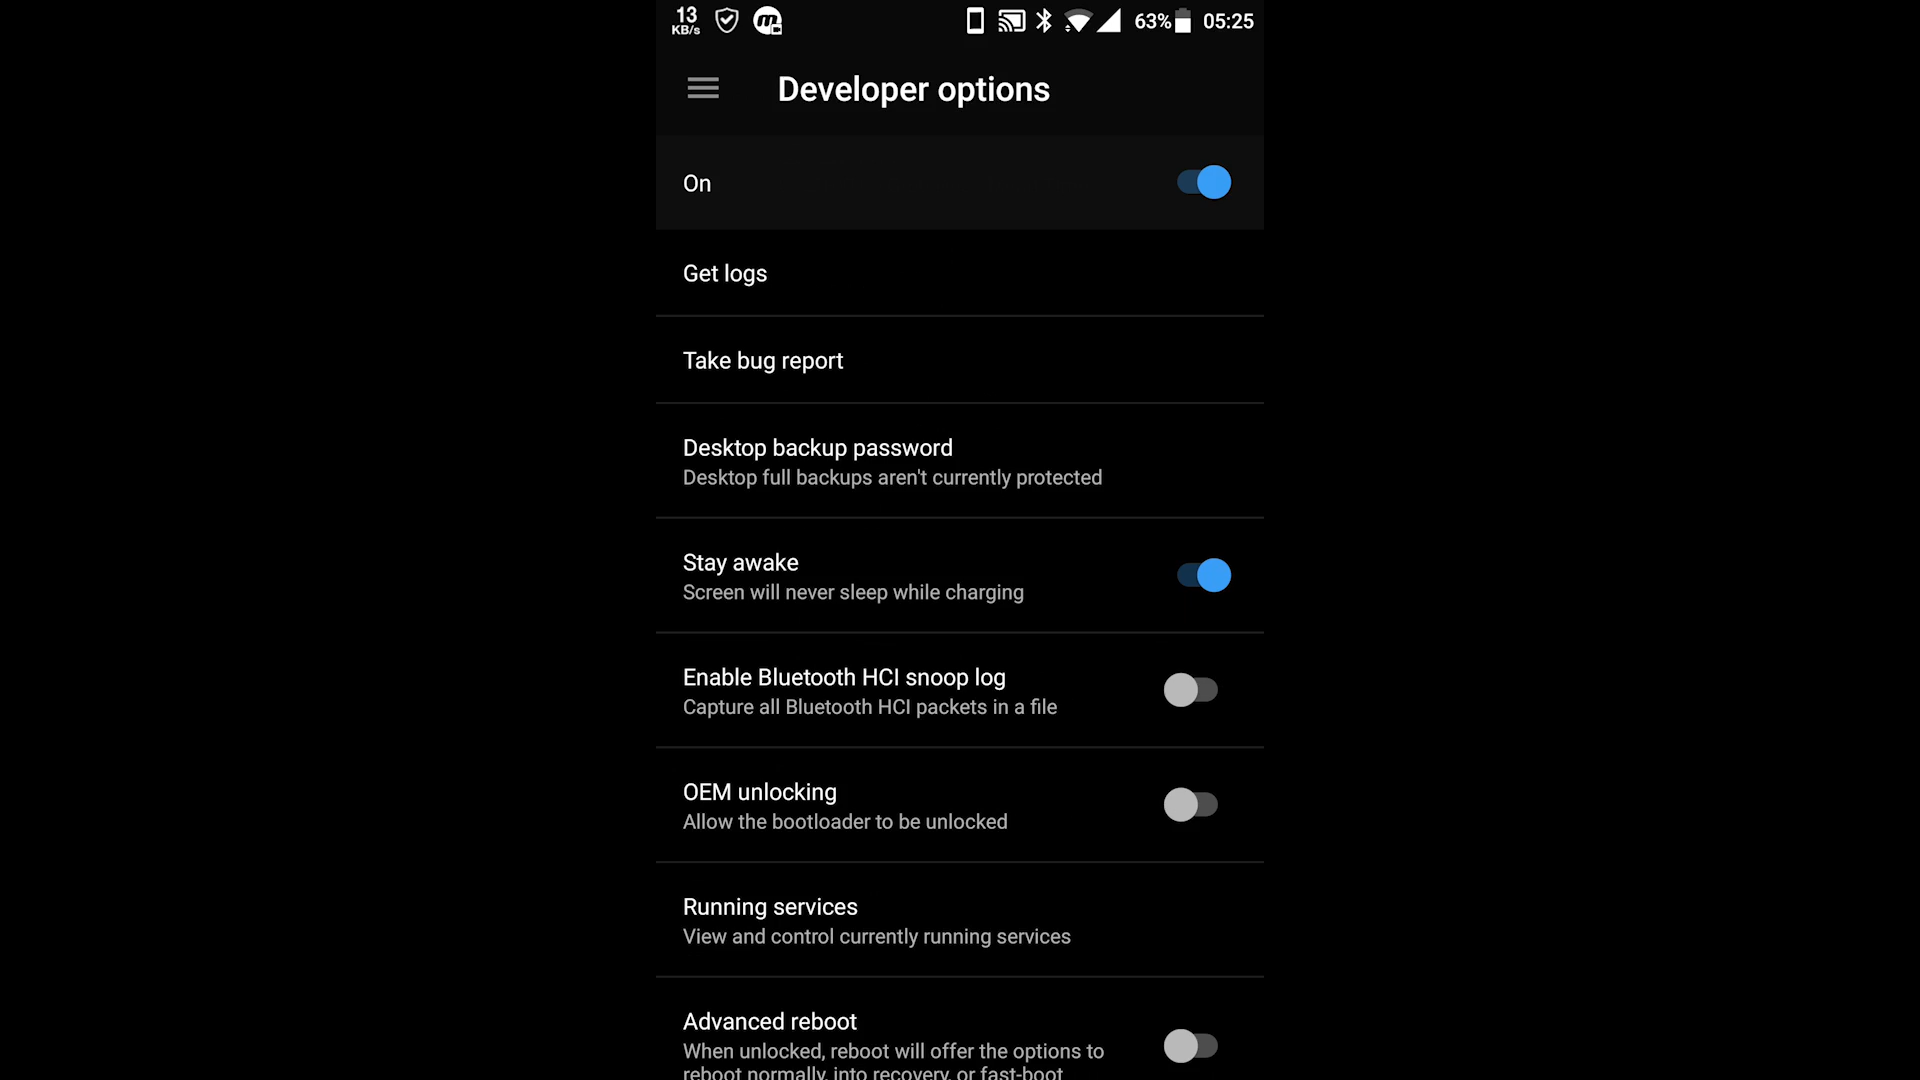 13
KB/s
63%
05:25
Developer options
On
Get logs
Take bug report
Desktop backup password
Desktop full backups aren't currently protected
Stay awake
Screen will never sleep while charging
Enable Bluetooth HCI snoop log
Capture all Bluetooth HCI packets in a file
OEM unlocking
Allow the bootloader to be unlocked
Running services
View and control currently running services
Advanced reboot
When unlocked, reboot will offer the options to
reboot normally, into recovery, or fast-boot